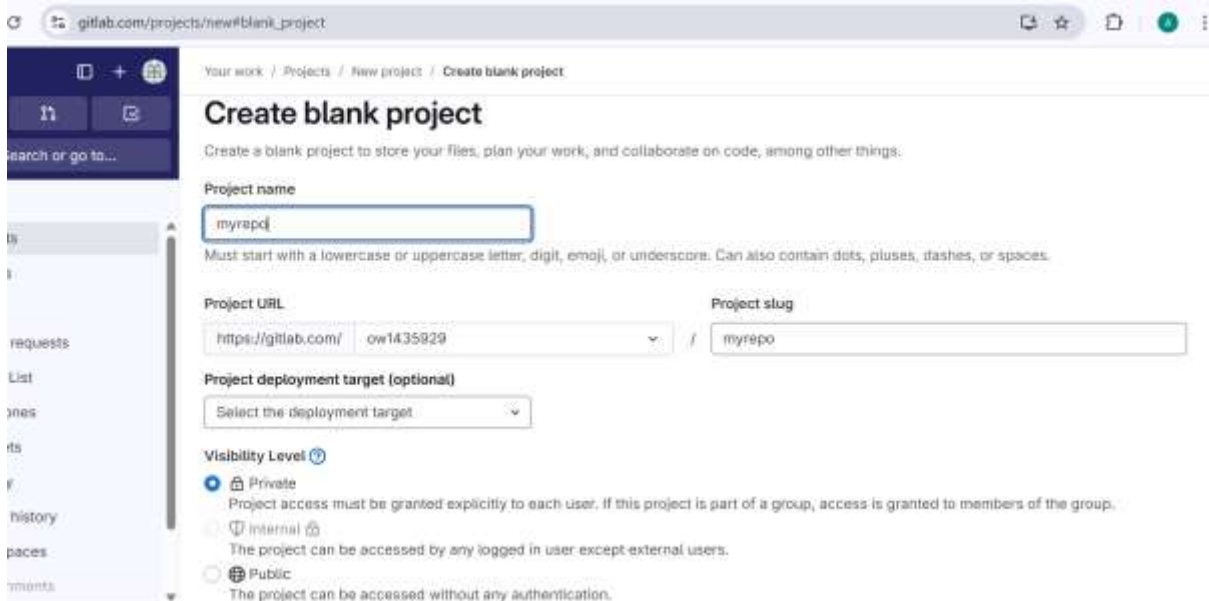 gitlab.com/projects/new#blank_project
Your work / Projects / New project / Create blank project
Create blank project
Search or go to...
Create a blank project to store your files, plan your work, and collaborate on code, among other things.
Project name
myrepo
Must start with a lowercase or uppercase letter, digit, emoji, or underscore. Can also contain dots, pluses, dashes, or spaces.
Project URL
Project slug
https://gitlab.com/ ow1435929 / myrepo
requests
List
Project deployment target (optional)
Select the deployment target
Visibility Level
Private
Project access must be granted explicitly to each user. If this project is part of a group, access is granted to members of the group.
history
Internal
The project can be accessed by any logged in user except external users.
Public
The project can be accessed without any authentication.